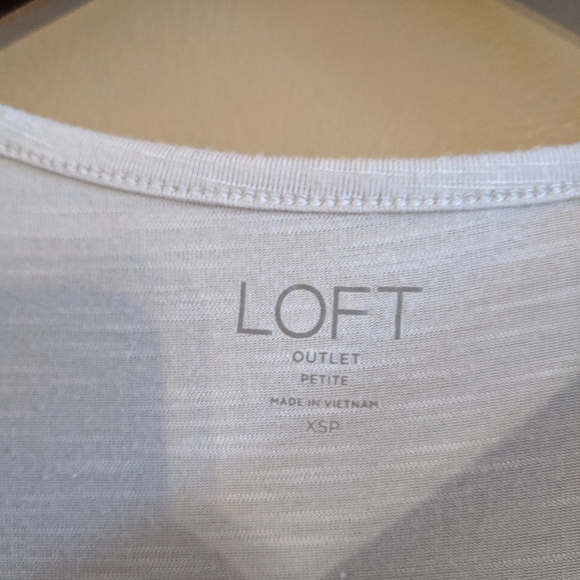 LOFT
OUTLET
PETITE
MADE IN VIETNAM
XSP